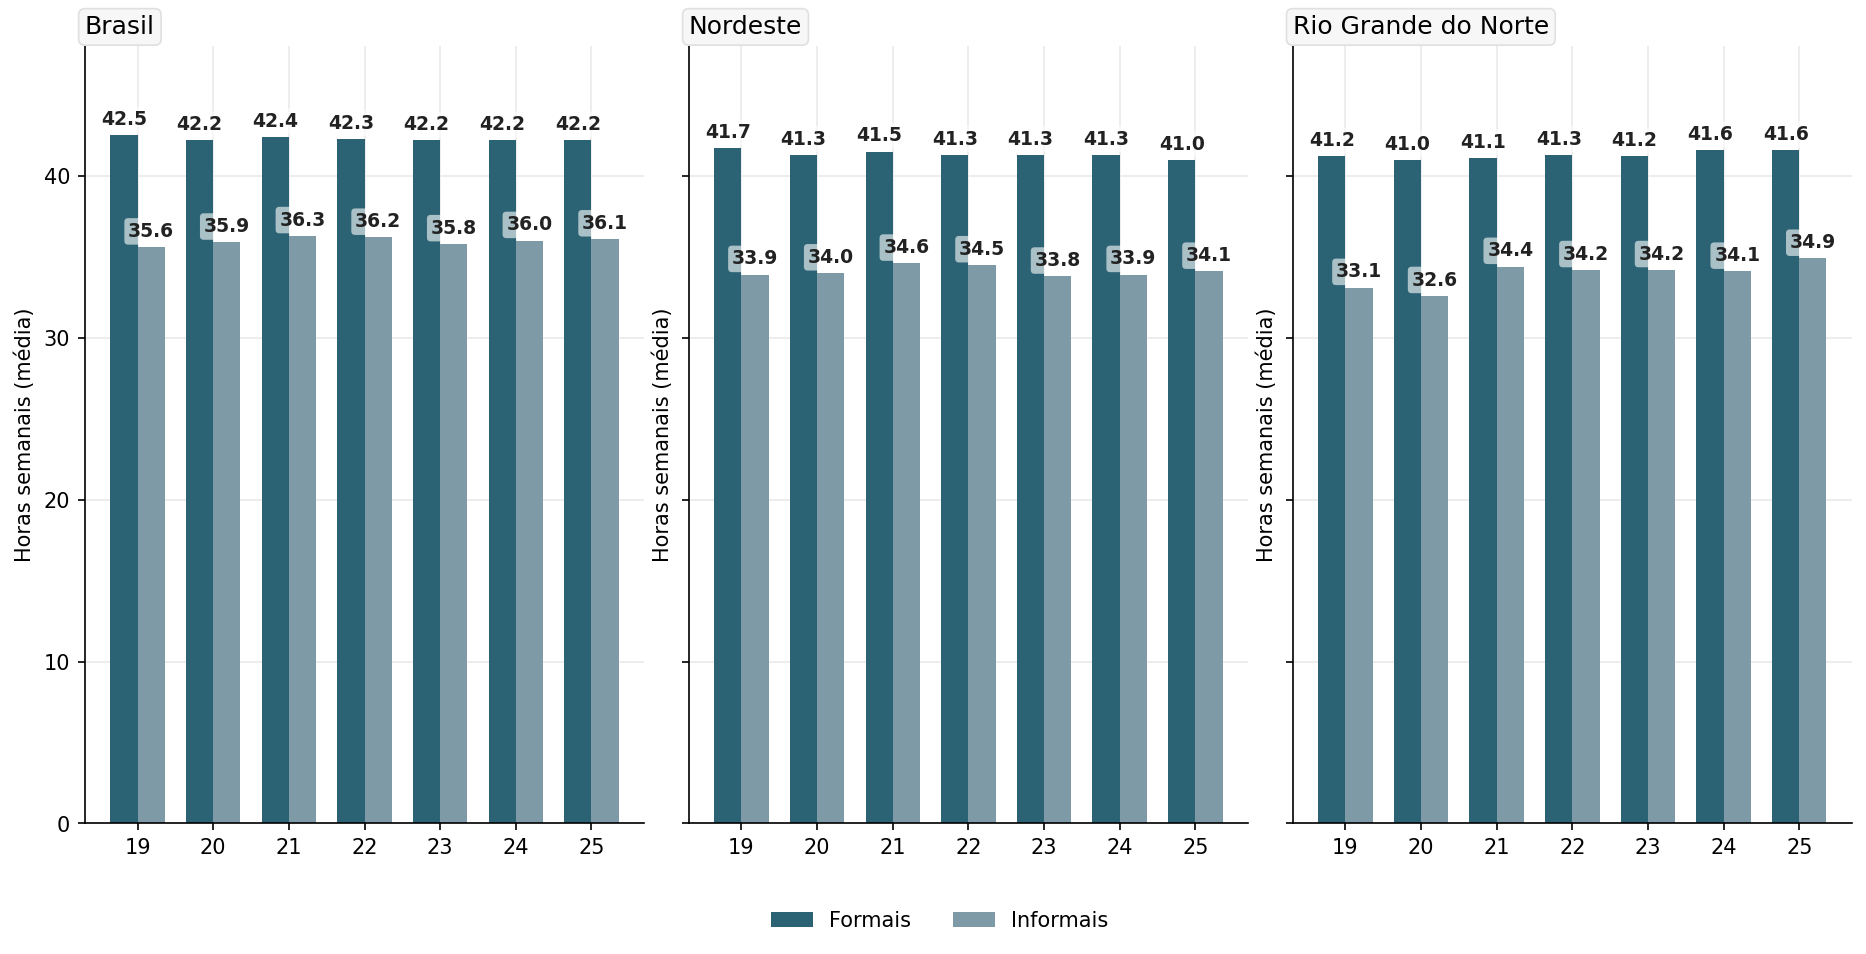 Brasil
Nordeste
Rio Grande do Norte
Horas semanais (média)
40
30
20
10
0
42.5 42.2 42.4 42.3 42.2 42.2 42.2
35.6 35.9 36.3 36.2 35.8 36.0 36.1
19 20 21 22 23 24 25
Horas semanais (média)
41.7 41.3 41.5 41.3 41.3 41.3 41.0
33.9 34.0 34.6 34.5 33.8 33.9 34.1
19 20 21 22 23 24 25
Horas semanais (média)
41.2 41.0 41.1 41.3 41.2 41.6 41.6
33.1 32.6 34.4 34.2 34.2 34.1 34.9
19 20 21 22 23 24 25
Formais Informais